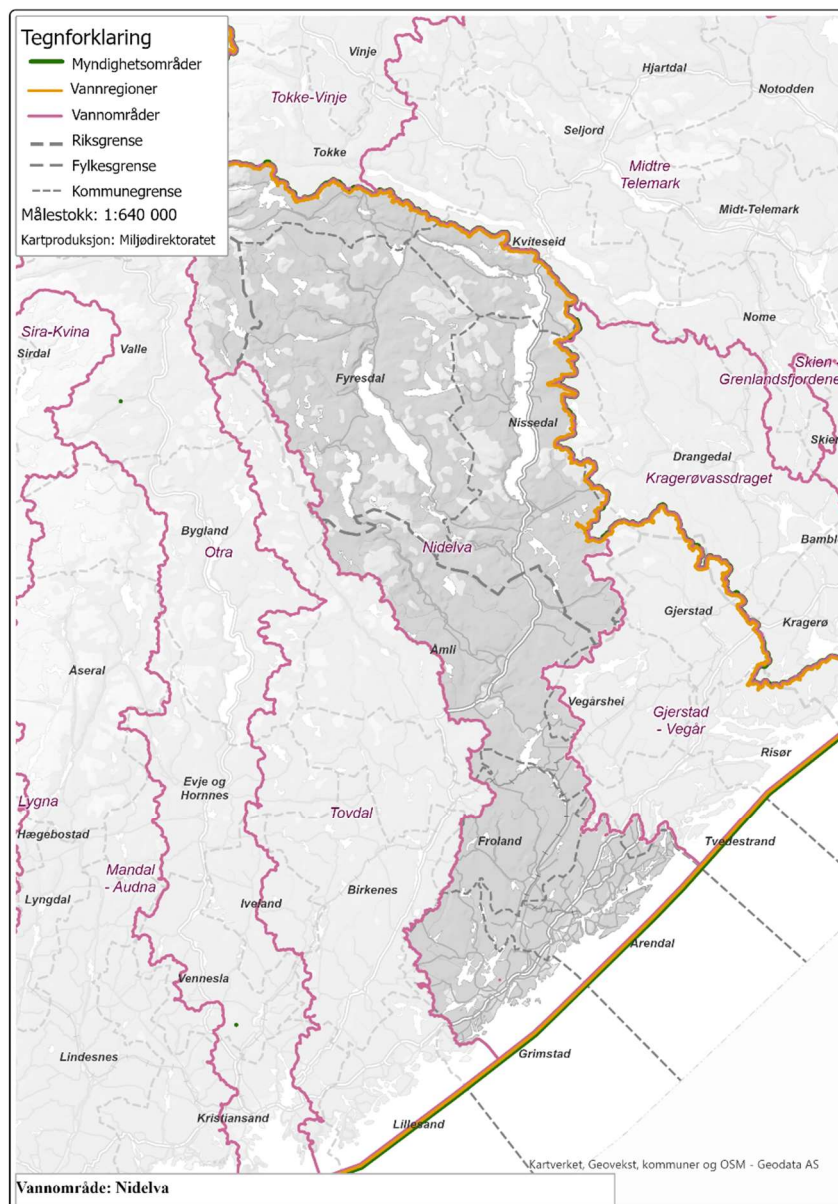 Tegnforklaring
Myndighetsområder
Vannregioner
Vannområder
Riksgrense
Fylkesgrense
Kommunegrense
Målestokk: 1:640 000
Kartproduksjon: Miljødirektoratet
Vinje
Hjartdal
Notodden
Tokke-Vinje
Seljord
Tokke
Midtre
Telemark
Midt-Telemark
Kviteseid
Nome
Sira-Kvina
Sirdal
Valle
Skien-
Grenlandsfjordene
Fyresdal
Nissedal
Skien
Drangedal
Kragerøvassdraget
Bygland
Otra
Nidelva
Bamble
Gjerstad
Kragerø
Åmli
Åseral
Vegårshei
Gjerstad
- Vegår
Risør
Evje og
Hornnes
Lygna
Tovdal
Hægebostad
Froland
Tvedestrand
Mandal
- Audna
Birkenes
Lyngdal
Iveland
Arendal
Vennesla
Lindesnes
Grimstad
Kristiansand
Lillesand
Kartverket, Geovekst, kommuner og OSM - Geodata AS
Vannområde: Nidelva